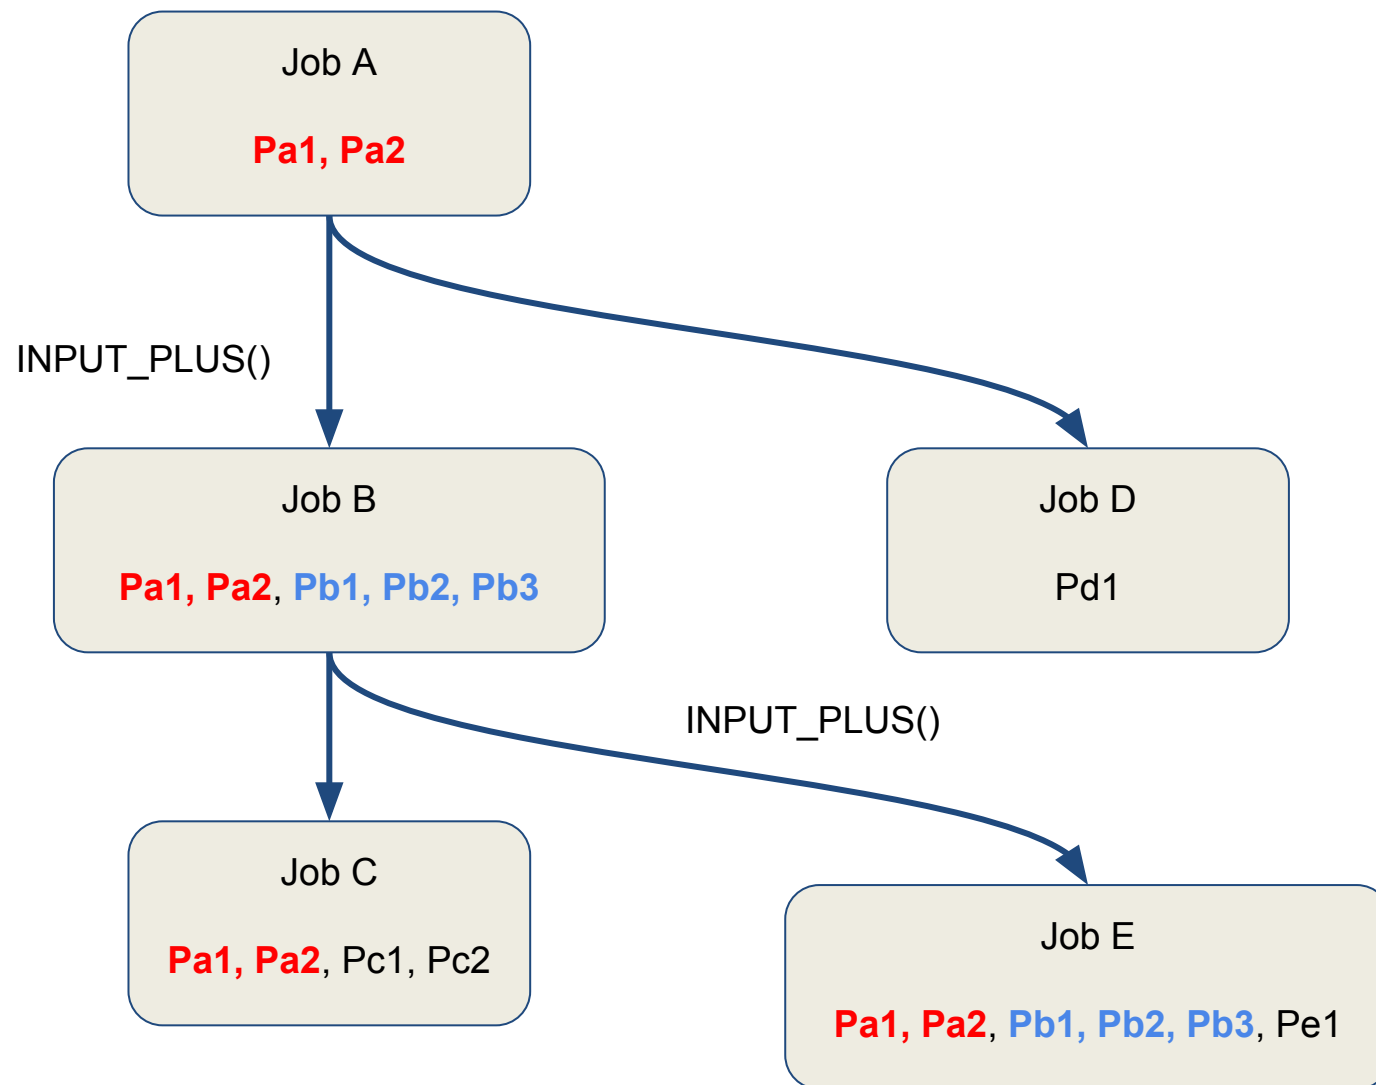 Job A
Pa1, Pa2
INPUT_PLUS()
Job B
Pa1, Pa2, Pb1, Pb2, Pb3
Job D
Pd1
INPUT_PLUS()
Job C
Pa1, Pa2, Pc1, Pc2
Job E
Pa1, Pa2, Pb1, Pb2, Pb3, Pe1